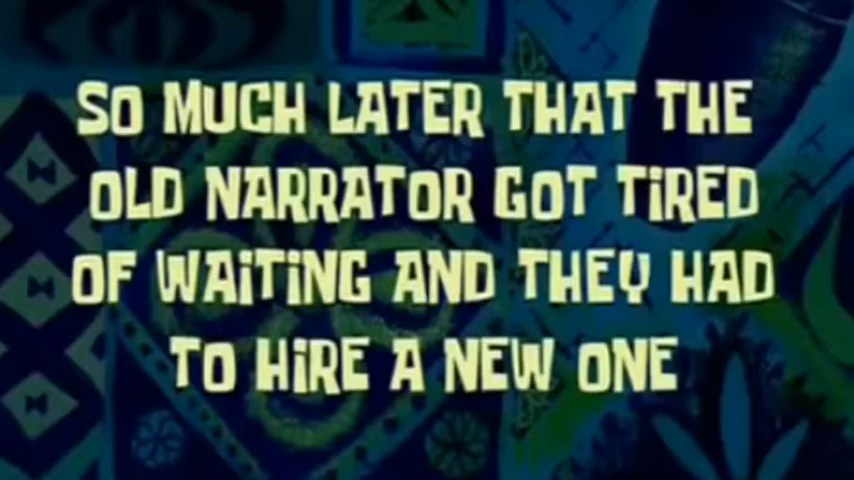 SO MUCH LATER THAT THE
OLD NARRATOR GOT TiRED
OF WAiTiNG AND THEY HAD
TO HiRE A NEW ONE